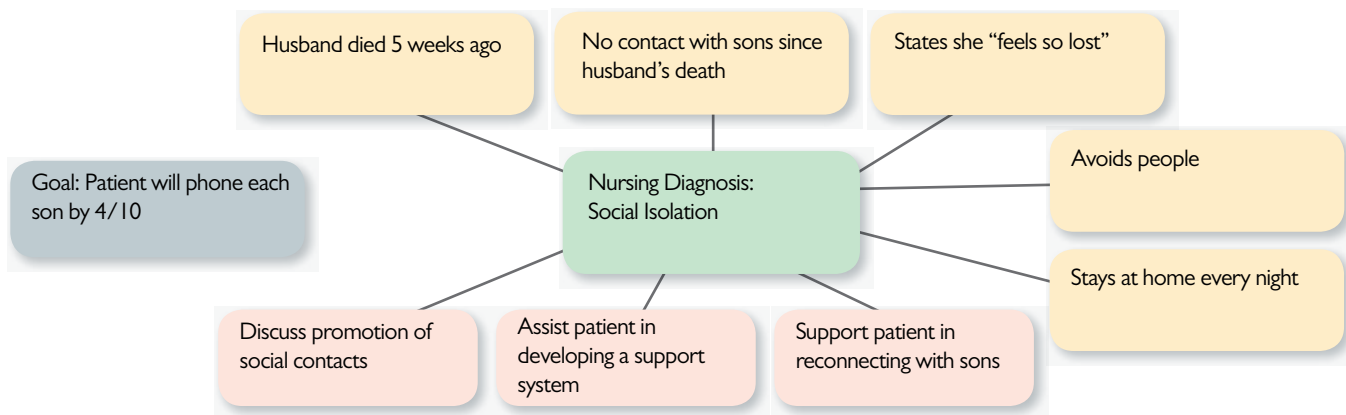 Husband died 5 weeks ago
No contact with sons since
husband’s death
States she “feels so lost”
Avoids people
Goal: Patient will phone each
son by 4/10
Nursing Diagnosis:
Social Isolation
Stays at home every night
Discuss promotion of
social contacts
Assist patient in
developing a support
system
Support patient in
reconnecting with sons